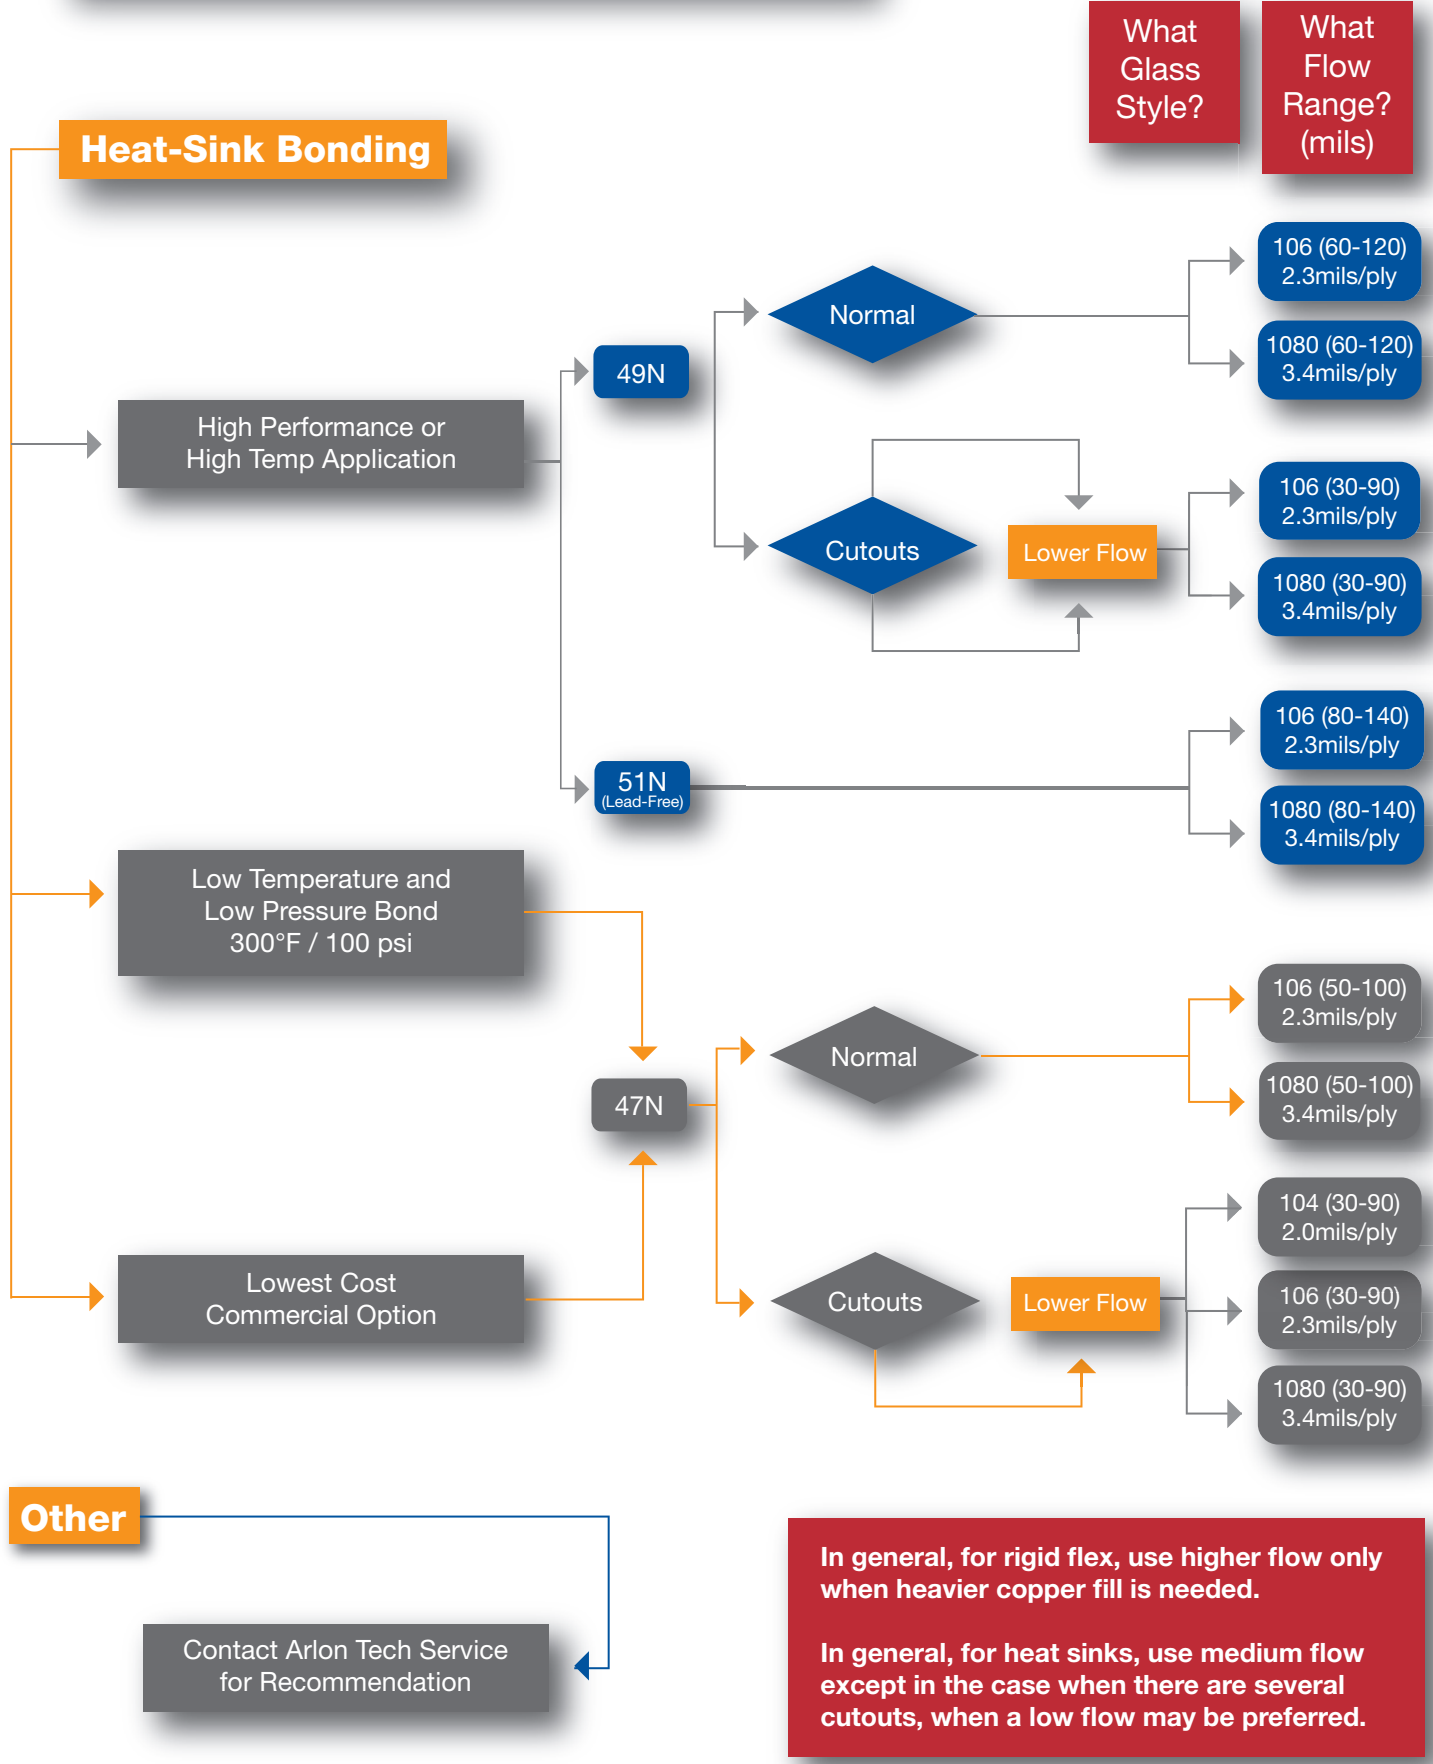 What
Glass
Style?
What
Flow
Range?
(mils)
Heat-Sink Bonding
106 (60-120)
2.3mils/ply
Normal
1080 (60-120)
3.4mils/ply
49N
High Performance or
High Temp Application
106 (30-90)
2.3mils/ply
Cutouts
Lower Flow
1080 (30-90)
3.4mils/ply
106 (80-140)
2.3mils/ply
51N
(Lead-Free)
1080 (80-140)
3.4mils/ply
Low Temperature and
Low Pressure Bond
300°F / 100 psi
106 (50-100)
2.3mils/ply
Normal
1080 (50-100)
3.4mils/ply
47N
104 (30-90)
2.0mils/ply
Lowest Cost
Commercial Option
Cutouts
Lower Flow
106 (30-90)
2.3mils/ply
1080 (30-90)
3.4mils/ply
Other
Contact Arlon Tech Service
for Recommendation
In general, for rigid flex, use higher flow only
when heavier copper fill is needed.
In general, for heat sinks, use medium flow
except in the case when there are several
cutouts, when a low flow may be preferred.